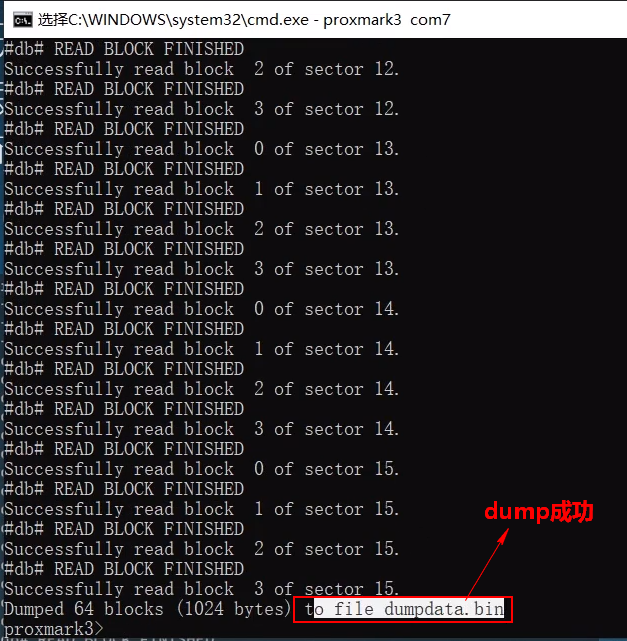 选择C:\WINDOWS\system32\cmd.exe - proxmark3  com7
#db# READ BLOCK FINISHED
Successfully read block  2 of sector 12.
#db# READ BLOCK FINISHED
Successfully read block  3 of sector 12.
#db# READ BLOCK FINISHED
Successfully read block  0 of sector 13.
#db# READ BLOCK FINISHED
Successfully read block  1 of sector 13.
#db# READ BLOCK FINISHED
Successfully read block  2 of sector 13.
#db# READ BLOCK FINISHED
Successfully read block  3 of sector 13.
#db# READ BLOCK FINISHED
Successfully read block  0 of sector 14.
#db# READ BLOCK FINISHED
Successfully read block  1 of sector 14.
#db# READ BLOCK FINISHED
Successfully read block  2 of sector 14.
#db# READ BLOCK FINISHED
Successfully read block  3 of sector 14.
#db# READ BLOCK FINISHED
Successfully read block  0 of sector 15.
#db# READ BLOCK FINISHED
Successfully read block  1 of sector 15.
dump成功
#db# READ BLOCK FINISHED
Successfully read block  2 of sector 15.
#db# READ BLOCK FINISHED
Successfully read block  3 of sector 15.
Dumped 64 blocks (1024 bytes) to file dumpdata.bin
proxmark3>